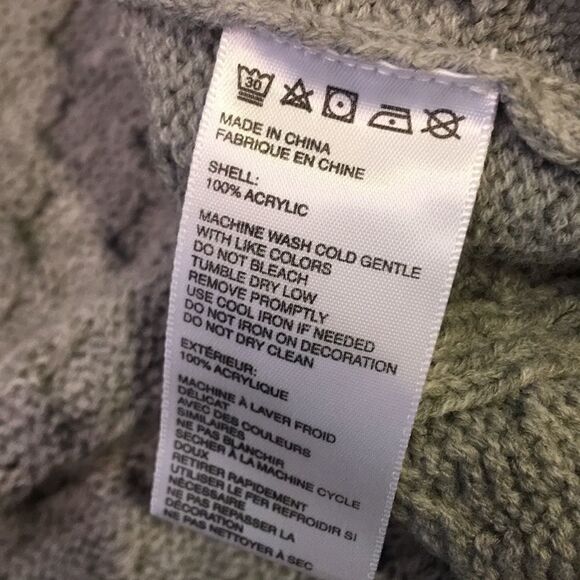 30
MADE IN CHINA
FABRIQUE EN CHINE
SHELL:
100% ACRYLIC
MACHINE WASH COLD GENTLE
WITH LIKE COLORS
DO NOT BLEACH
TUMBLE DRY LOW
REMOVE PROMPTLY
USE COOL IRON IF NEEDED
DO NOT IRON ON DECORATION
DO NOT DRY CLEAN
EXTÉRIEUR:
100% ACRYLIQUE
MACHINE À LAVER FROID
DÉLICAT
AVEC DES COULEURS
SIMILAIRES
NE PAS BLANCHIR
SECHER À LA MACHINE CYCLE
DOUX
RETIRER RAPIDEMENT
UTILISER LE FER REFROIDIR SI
NÉCESSAIRE
NE PAS REPASSER LA
DÉCORATION
NE PAS NETTOYER À SEC